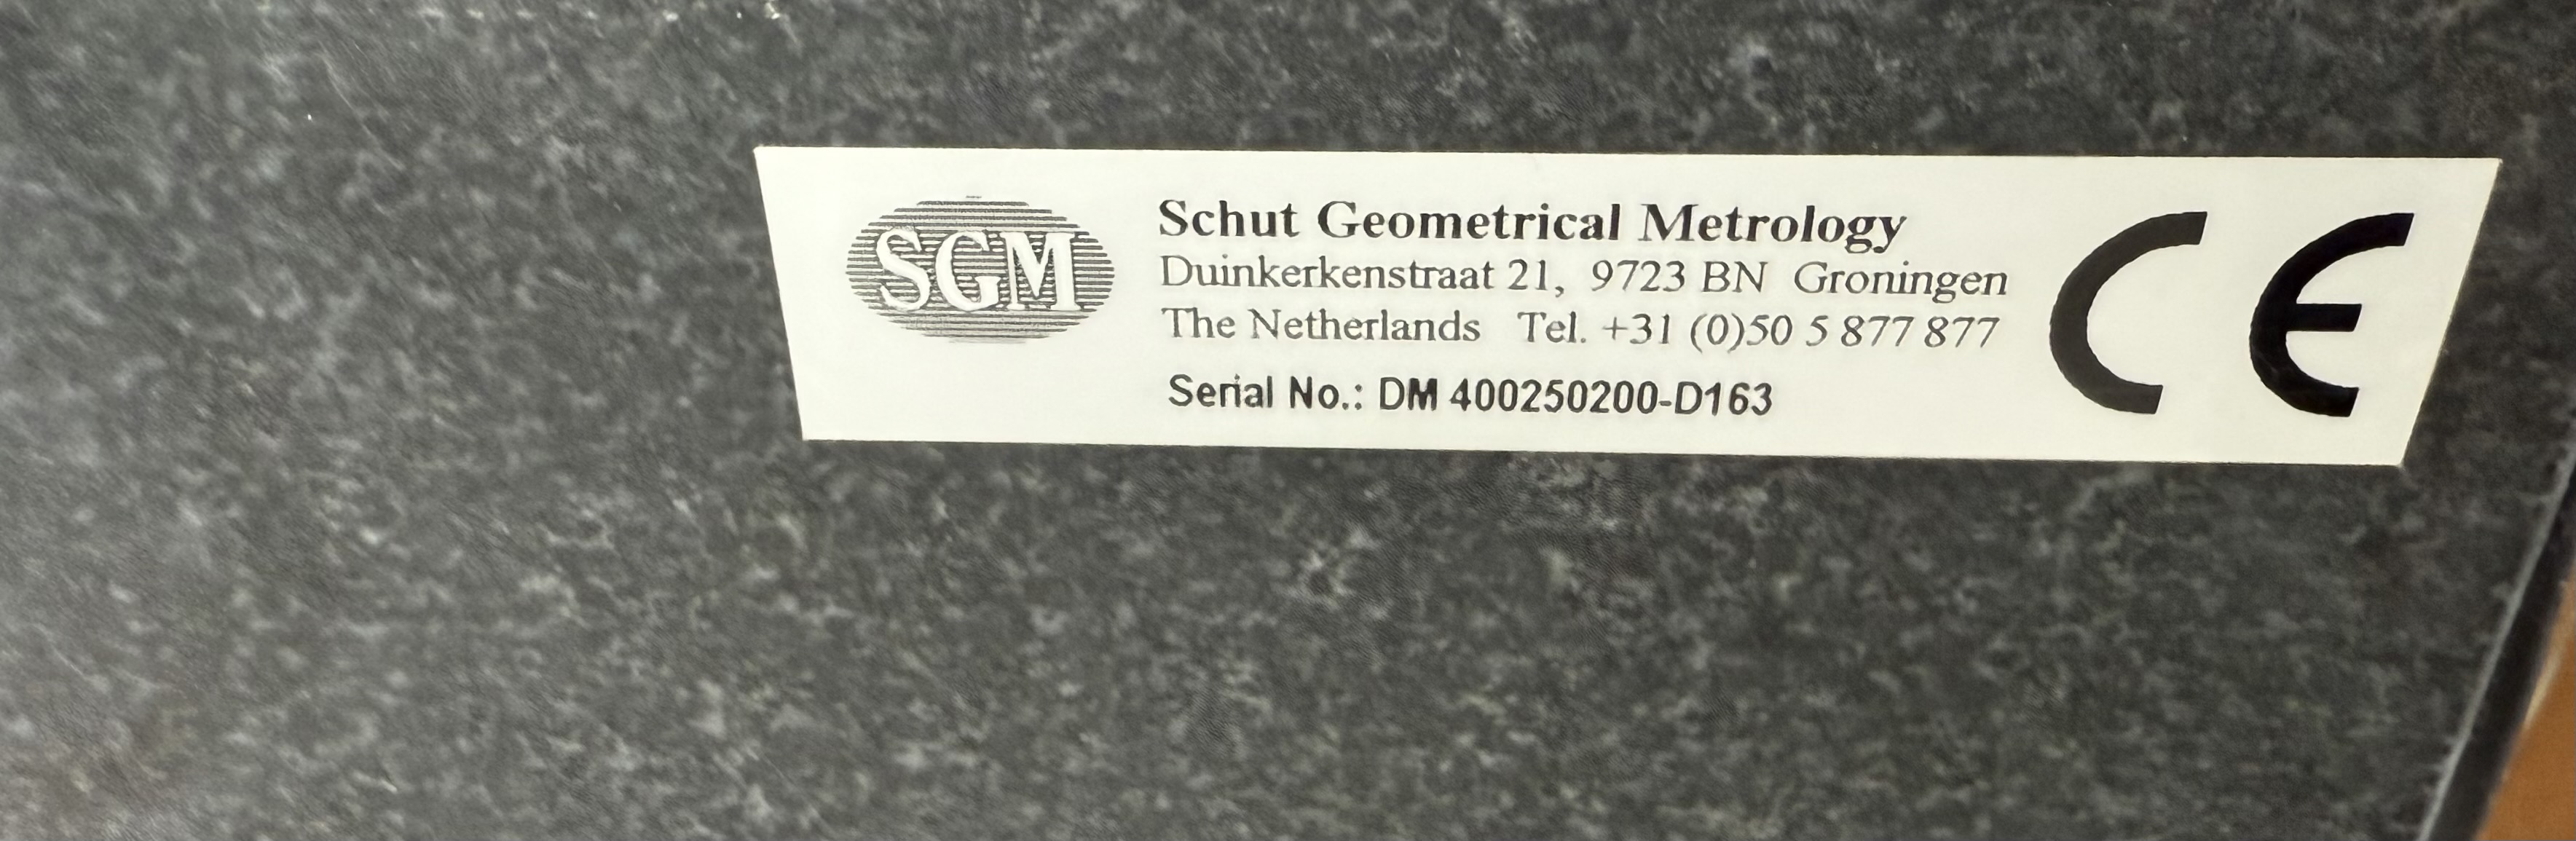 SGM
Schut Geometrical Metrology
Duinkerkenstraat 21, 9723 BN Groningen
The Netherlands Tel. +31 (0)50 5 877 877
Serial No.: DM 400250200-D163
CE